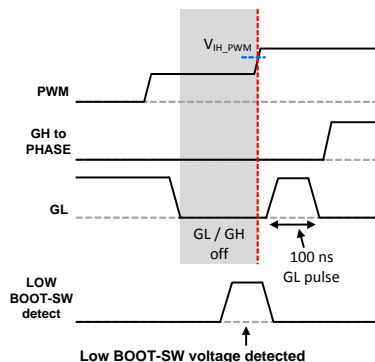 V_IH_PWM
PWM
GH to
PHASE
GL
GL / GH
off
100 ns
GL pulse
LOW
BOOT-SW
detect
Low BOOT-SW voltage detected